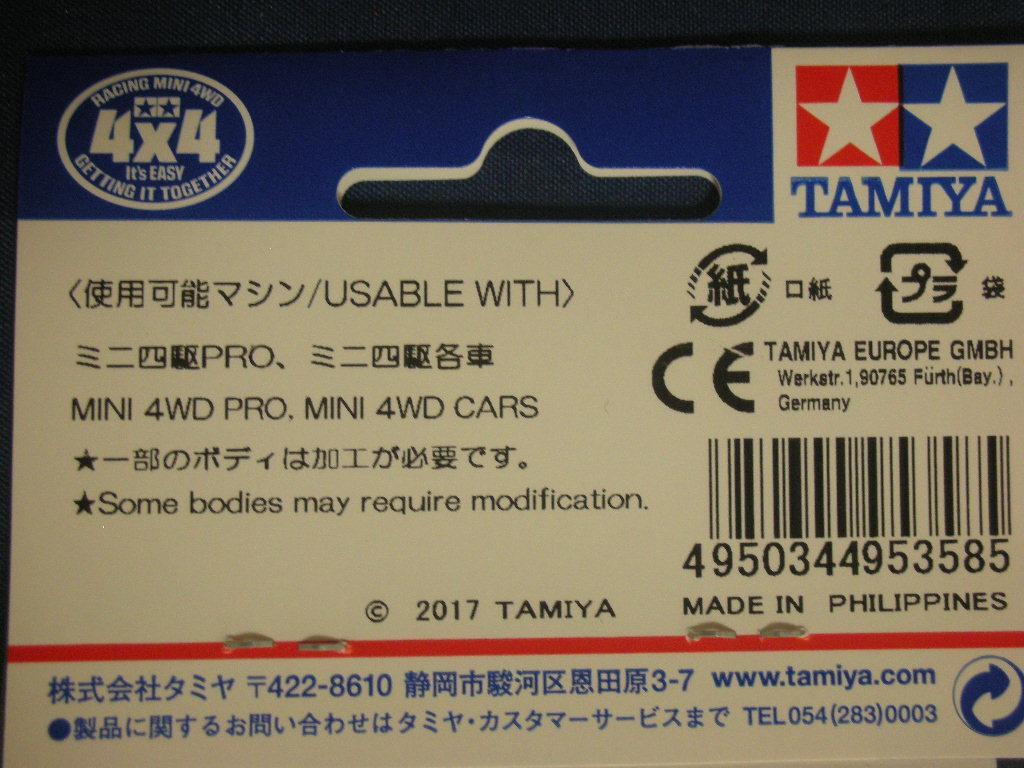 RACING MINI 4WD
4x4
It's EASY
GETTING IT TOGETHER
TAMIYA
〈使用可能マシン/USABLE WITH〉
ミニ四駆PRO、ミニ四駆各車
MINI 4WD PRO, MINI 4WD CARS
★一部のボディは加工が必要です。
★Some bodies may require modification.
紙 口紙
プラ 袋
CE TAMIYA EUROPE GMBH
Werkstr.1,90765 Fürth(Bay.),
Germany
4950344953585
© 2017 TAMIYA
MADE IN PHILIPPINES
株式会社タミヤ 〒422-8610 静岡市駿河区恩田原3-7 www.tamiya.com
●製品に関するお問い合わせはタミヤ・カスタマーサービスまで TEL054(283)0003